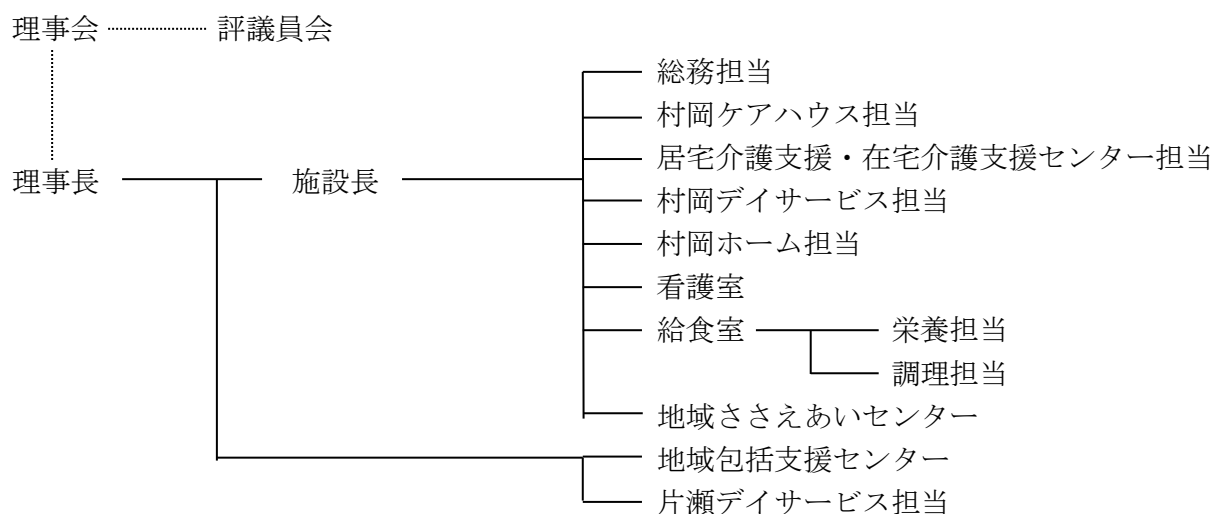 理事会 評議員会
総務担当
村岡ケアハウス担当
居宅介護支援・在宅介護支援センター担当
理事長 施設長
村岡デイサービス担当
村岡ホーム担当
看護室
給食室 栄養担当
調理担当
地域ささえあいセンター
地域包括支援センター
片瀬デイサービス担当